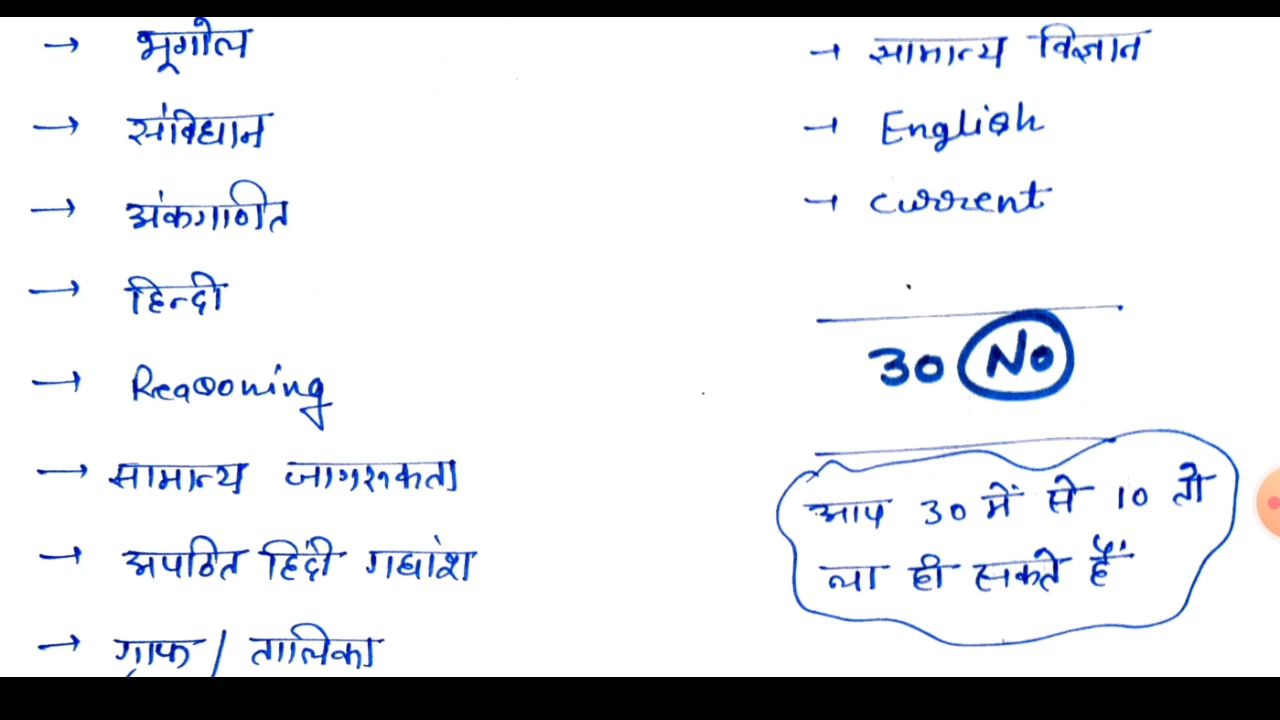 → भूगोल
→ संविधान
→ अंकगणित
→ हिन्दी
→ Reasoning
→ सामान्य जागरुकता
→ अपठित हिंदी गद्यांश
→ ग्राफ / तालिका
→ सामान्य विज्ञान
→ English
→ Current
30 No
आप 30 में से 10 तो
ला ही सकते हैं